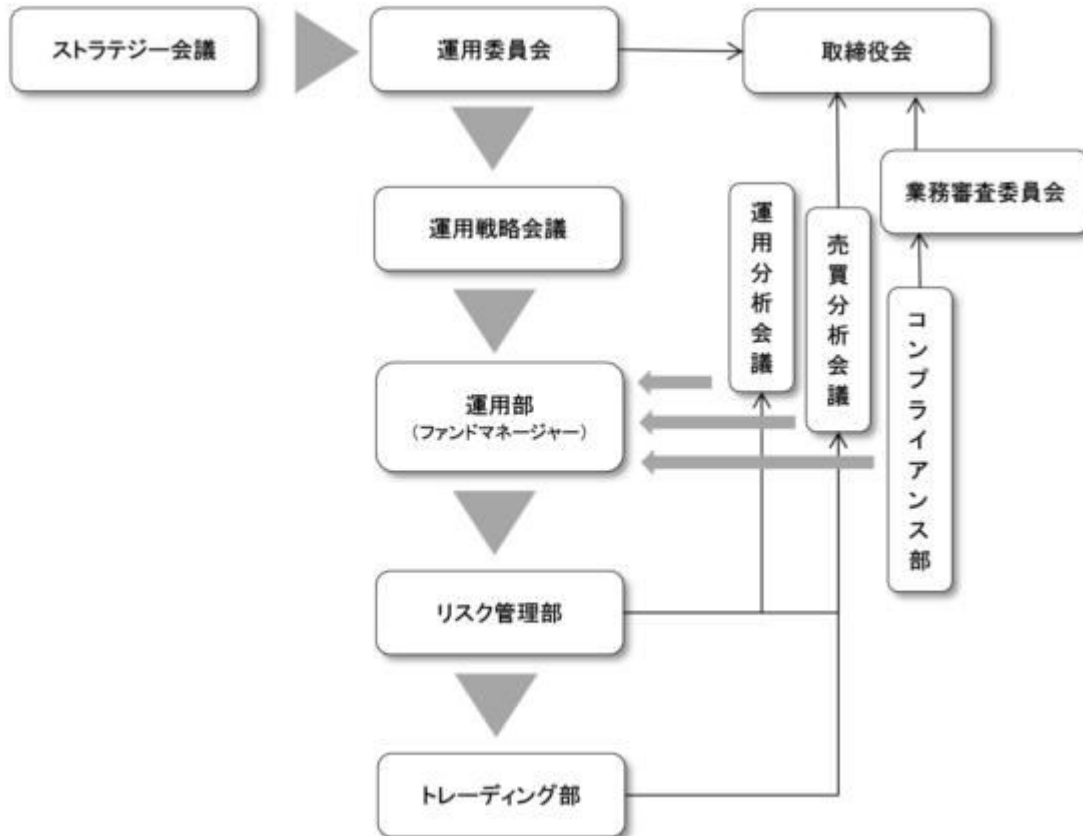 ストラテジー会議
運用委員会
取締役会
業務審査委員会
運用戦略会議
運用分析会議
売買分析会議
コンプライアンス部
運用部
(ファンドマネージャー)
リスク管理部
トレーディング部